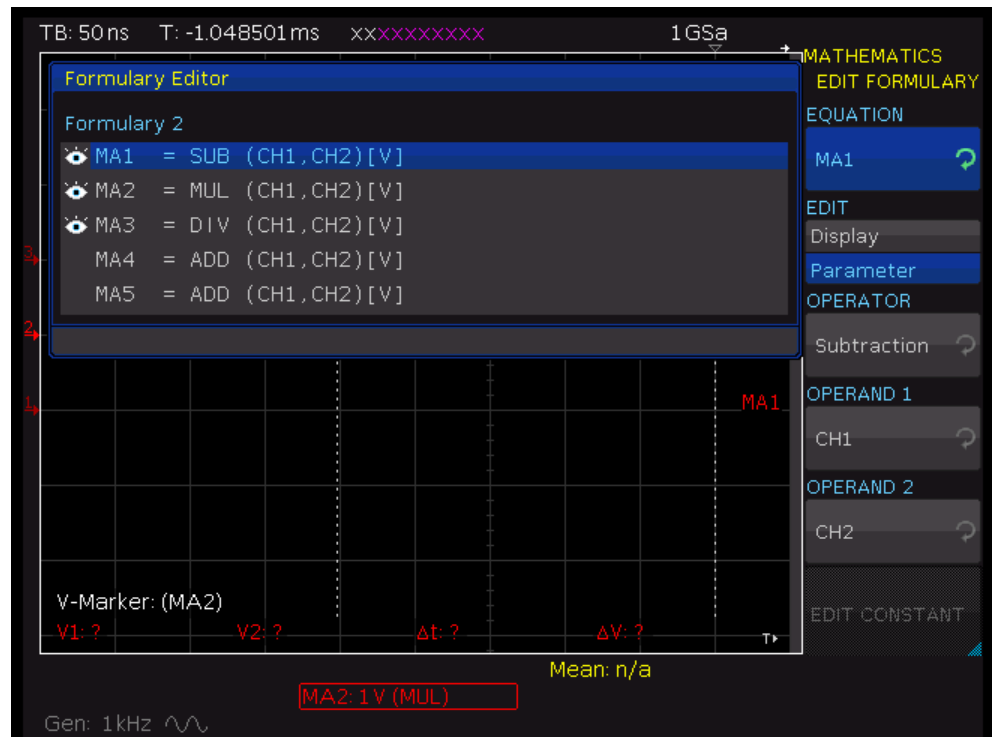 TB: 50 ns T: -1.048501 ms xxxxxxxxxx 1 GSa
MATHEMATICS
EDIT FORMULARY
Formulary Editor
Formulary 2
MA1 = SUB (CH1,CH2)[V]
MA2 = MUL (CH1,CH2)[V]
MA3 = DIV (CH1,CH2)[V]
MA4 = ADD (CH1,CH2)[V]
MA5 = ADD (CH1,CH2)[V]
3
2
1
MA1
EQUATION
MA1
EDIT
Display
Parameter
OPERATOR
Subtraction
OPERAND 1
CH1
OPERAND 2
CH2
EDIT CONSTANT
V-Marker: (MA2)
V1: ? V2: ? Δt: ? ΔV: ? T
Mean: n/a
MA2: 1 V (MUL)
Gen: 1kHz